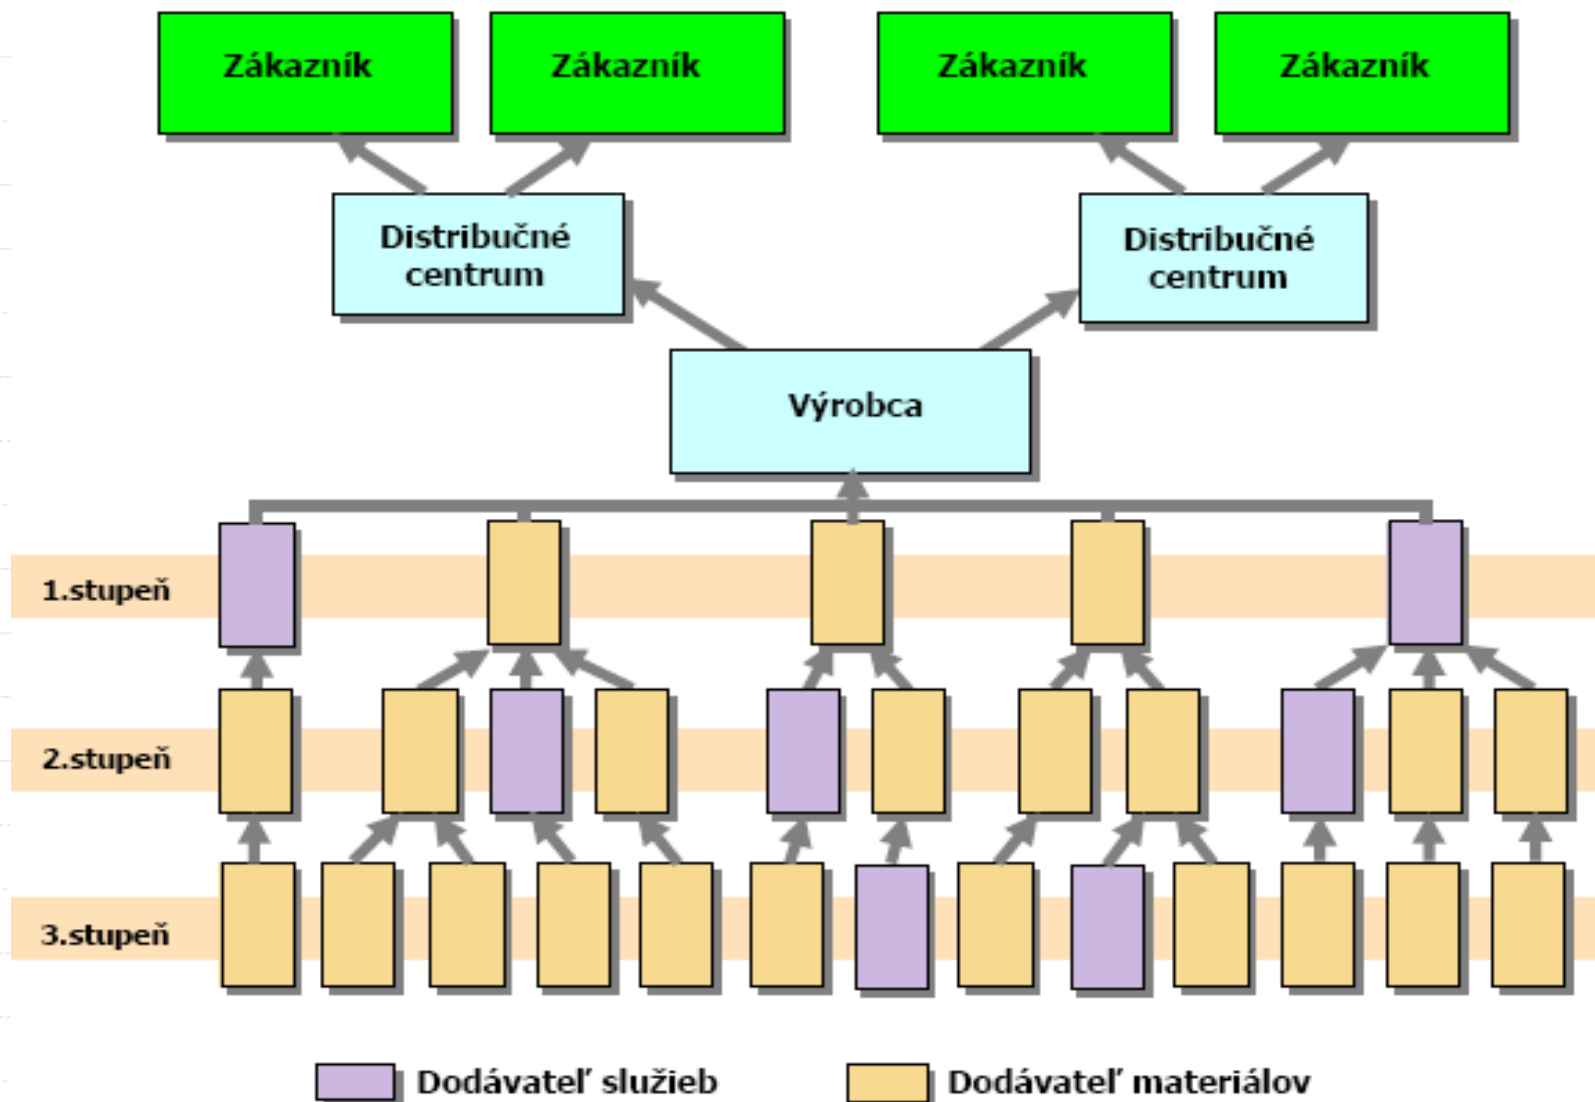 Zákazník
Zákazník
Zákazník
Zákazník
Distribučné
centrum
Distribučné
centrum
Výrobca
1.stupeň
2.stupeň
3.stupeň
Dodávateľ služieb
Dodávateľ materiálov